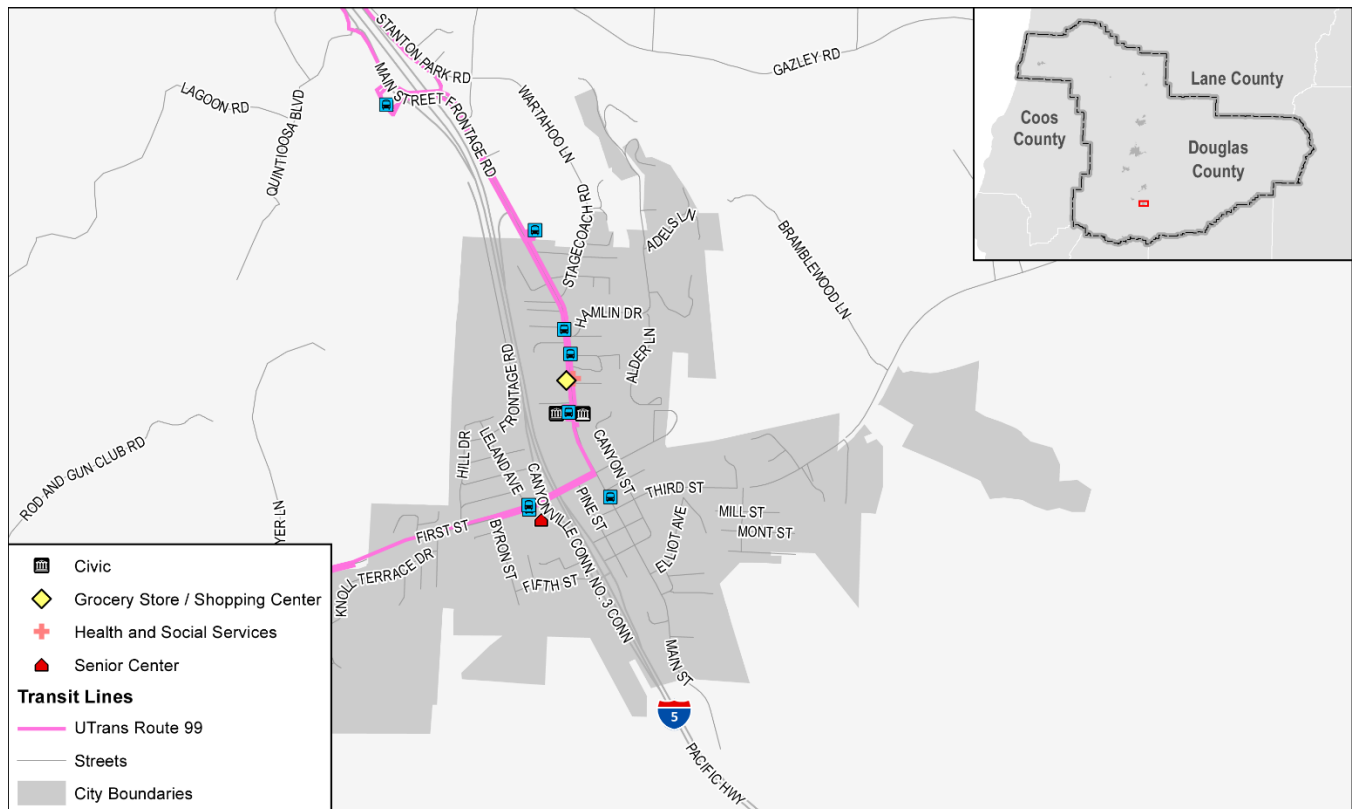 STANTON PARK RD
GAZLEY RD
MAIN STREET
LAGOON RD
QUINTIOOSA BLVD
FRONTAGE RD
WARTAHOO LN
STAGECOACH RD
ADELS LN
BRAMBLEWOOD LN
HAMLIN DR
ALDER LN
FRONTAGE RD
HILL DR
LELAND AVE
CANYON ST
ROD AND GUN CLUB RD
YER LN
CANYONVILLE CONN. NO. 3 CONN
PINE ST
THIRD ST
MILL ST
MONT ST
ELLIOT AVE
FIRST ST
BYRON ST
FIFTH ST
KNOLL TERRACE DR
MAIN ST
5
PACIFIC HWY
Lane County
Coos
County
Douglas
County
Civic
Grocery Store / Shopping Center
Health and Social Services
Senior Center
Transit Lines
UTrans Route 99
Streets
City Boundaries